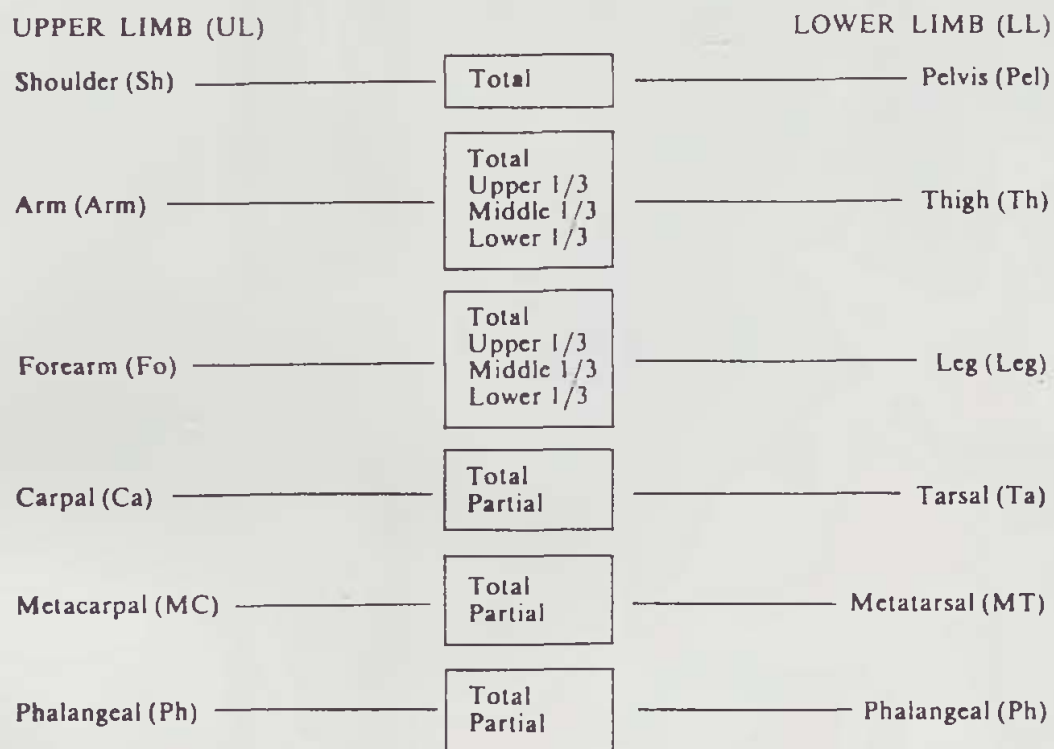 UPPER LIMB (UL) LOWER LIMB (LL)
Shoulder (Sh) Total Pelvis (Pel)
Total
Upper 1/3
Arm (Arm) Middle 1/3 Thigh (Th)
Lower 1/3
Total
Upper 1/3
Forearm (Fo) Middle 1/3 Leg (Leg)
Lower 1/3
Total
Carpal (Ca) Partial Tarsal (Ta)
Total
Metacarpal (MC) Partial Metatarsal (MT)
Total
Phalangeal (Ph) Partial Phalangeal (Ph)